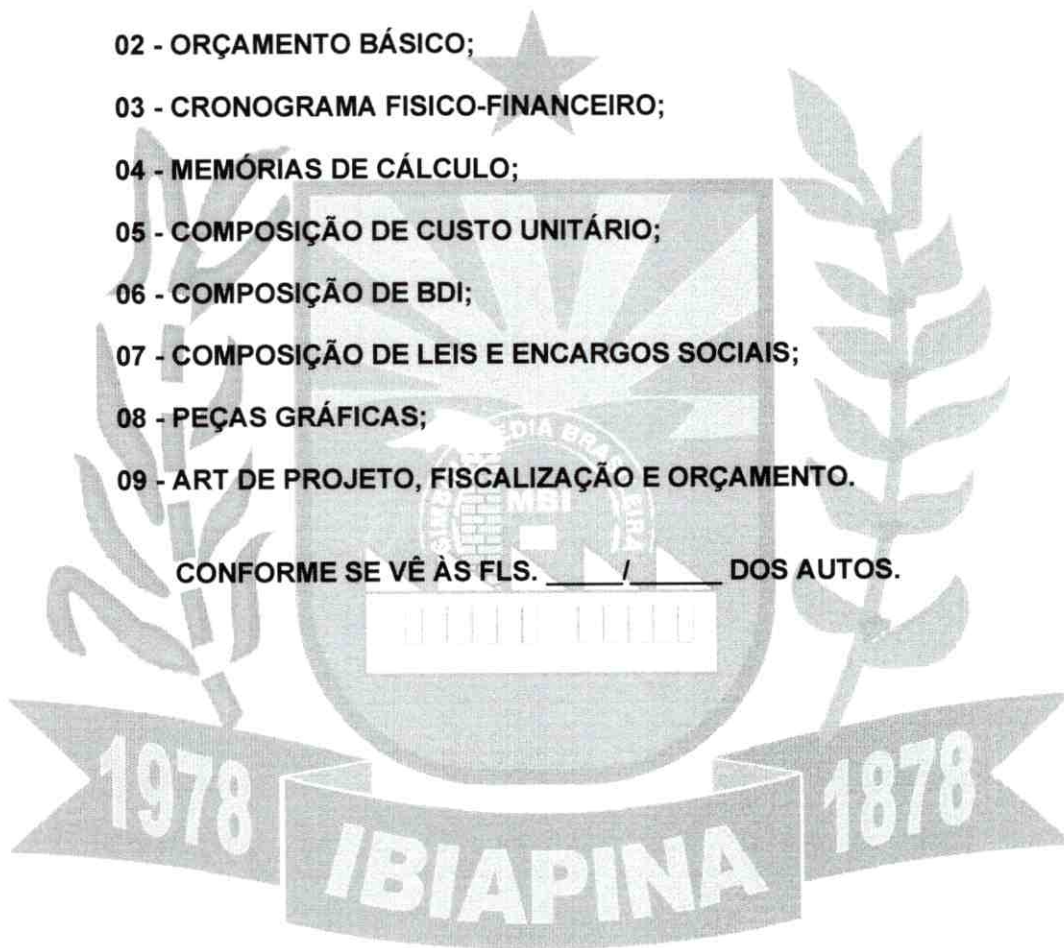 02 - ORÇAMENTO BÁSICO;
03 - CRONOGRAMA FISICO-FINANCEIRO;
04 - MEMÓRIAS DE CÁLCULO;
05 - COMPOSIÇÃO DE CUSTO UNITÁRIO;
06 - COMPOSIÇÃO DE BDI;
07 - COMPOSIÇÃO DE LEIS E ENCARGOS SOCIAIS;
08 - PEÇAS GRÁFICAS;
09 - ART DE PROJETO, FISCALIZAÇÃO E ORÇAMENTO.
MBI
CONFORME SE VÊ ÀS FLS. _____/______ DOS AUTOS.
1978
1878
IBIAPINA